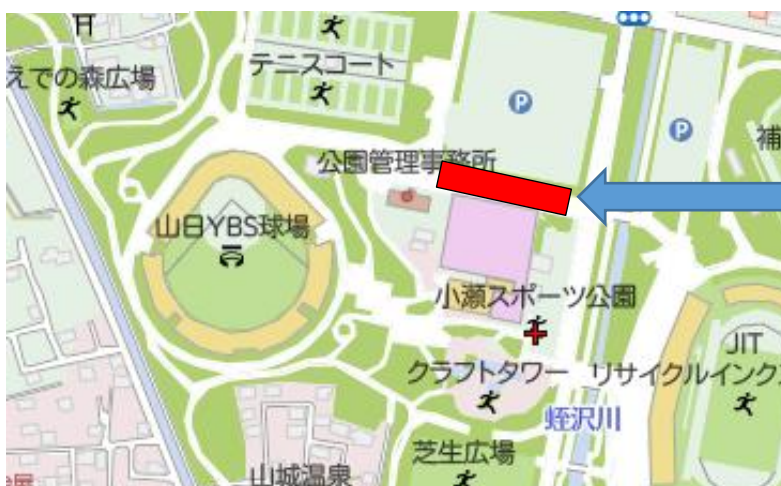 テニスコート
えでの森広場
P
P
補
公園管理事務所
山日YBS球場
小瀬スポーツ公園
JIT
クラフトタワー
リサイクルインク
蛭沢川
山城温泉
芝生広場